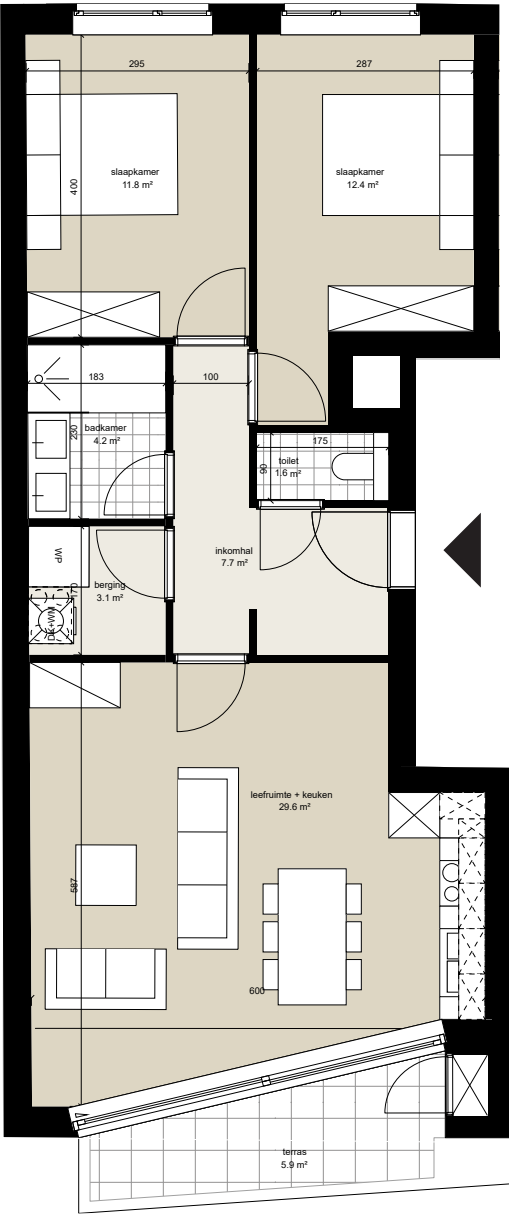 295
287
slaapkamer
11.8 m²
slaapkamer
12.4 m²
400
183
100
badkamer
4.2 m²
230
175
toilet
1.6 m²
90
inkomhal
7.7 m²
WP
berging
3.1 m²
170
DK+WM
leefruimte + keuken
29.6 m²
587
600
terras
5.9 m²